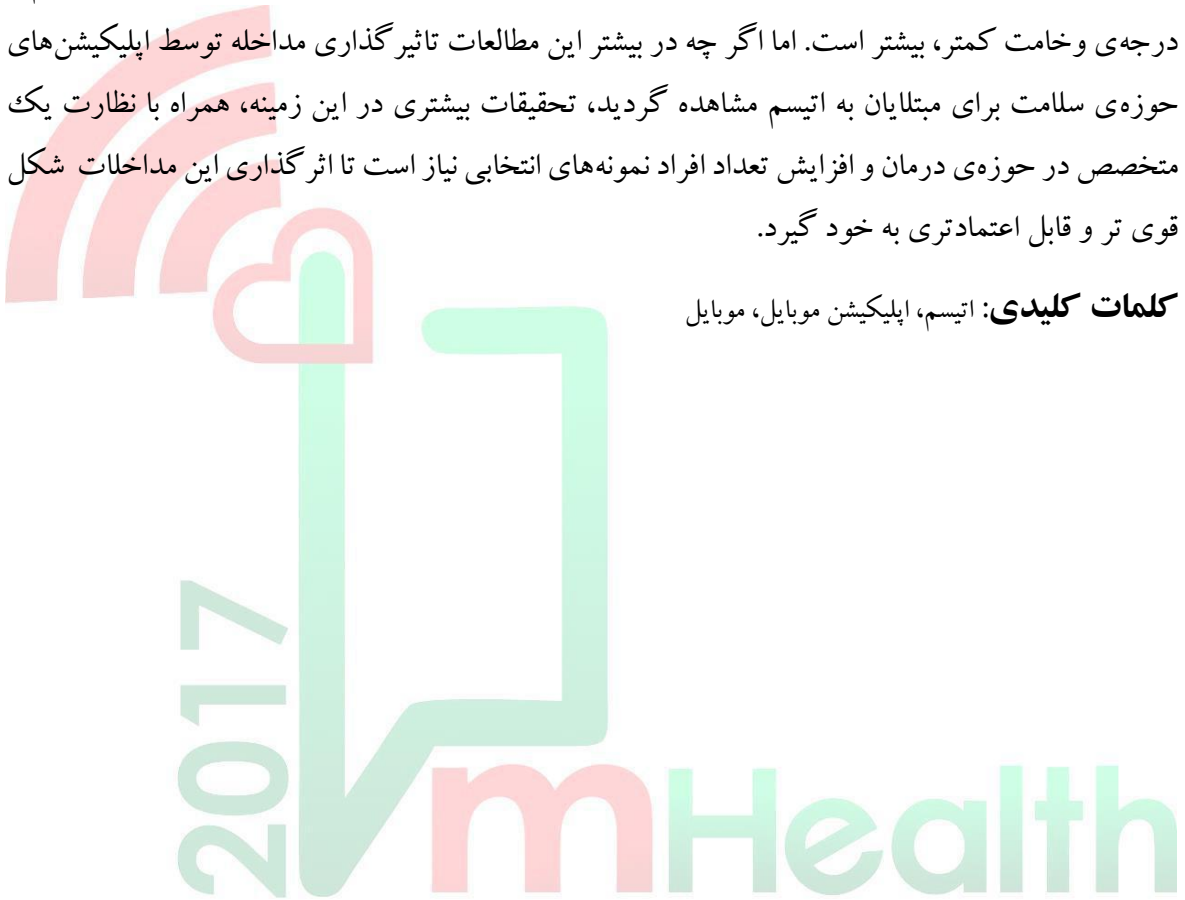 درجه‌ی وخامت کمتر، بیشتر است. اما اگر چه در بیشتر این مطالعات تاثیرگذاری مداخله توسط اپلیکیشن‌های
حوزه‌ی سلامت برای مبتلایان به اتیسم مشاهده گردید، تحقیقات بیشتری در این زمینه، همراه با نظارت یک
متخصص در حوزه‌ی درمان و افزایش تعداد افراد نمونه‌های انتخابی نیاز است تا اثرگذاری این مداخلات شکل
قوی تر و قابل اعتمادتری به خود گیرد.
کلمات کلیدی: اتیسم، اپلیکیشن موبایل، موبایل
2017
mHealth